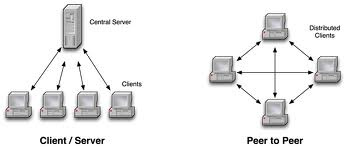 Central Server
Clients
Client / Server
Distributed
Clients
Peer to Peer